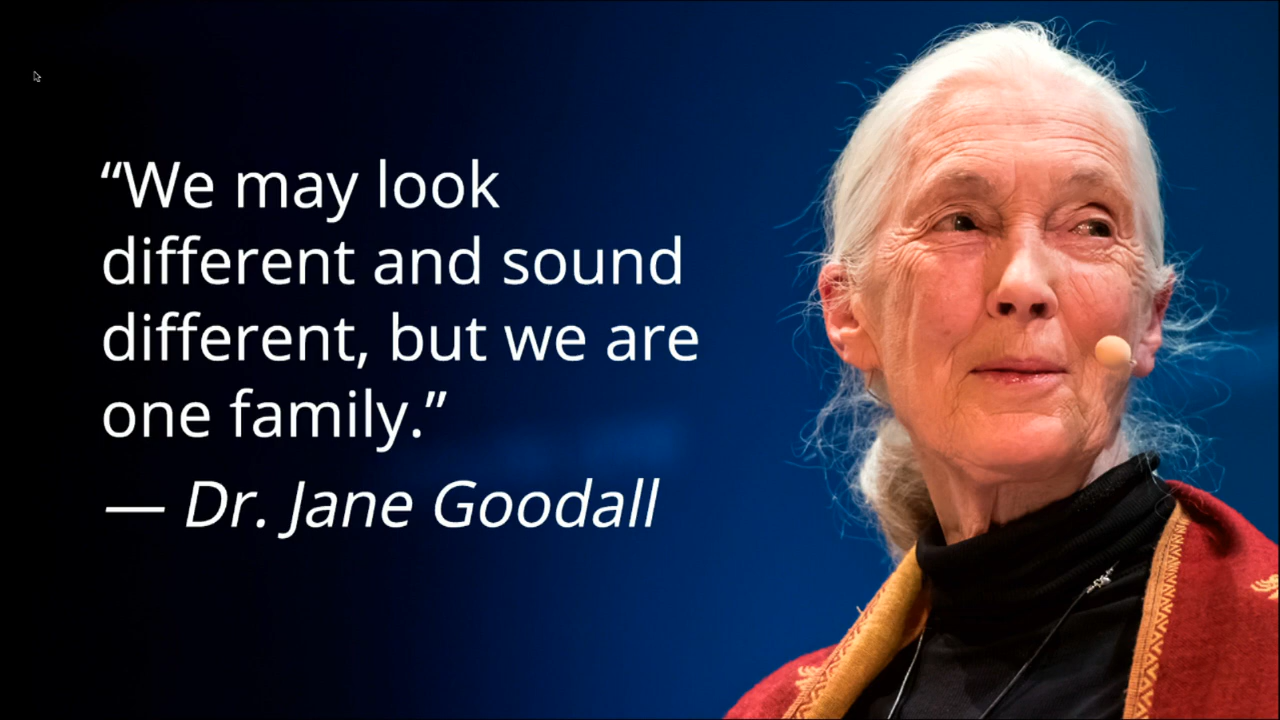 “We may look
different and sound
different, but we are
one family.”
— Dr. Jane Goodall